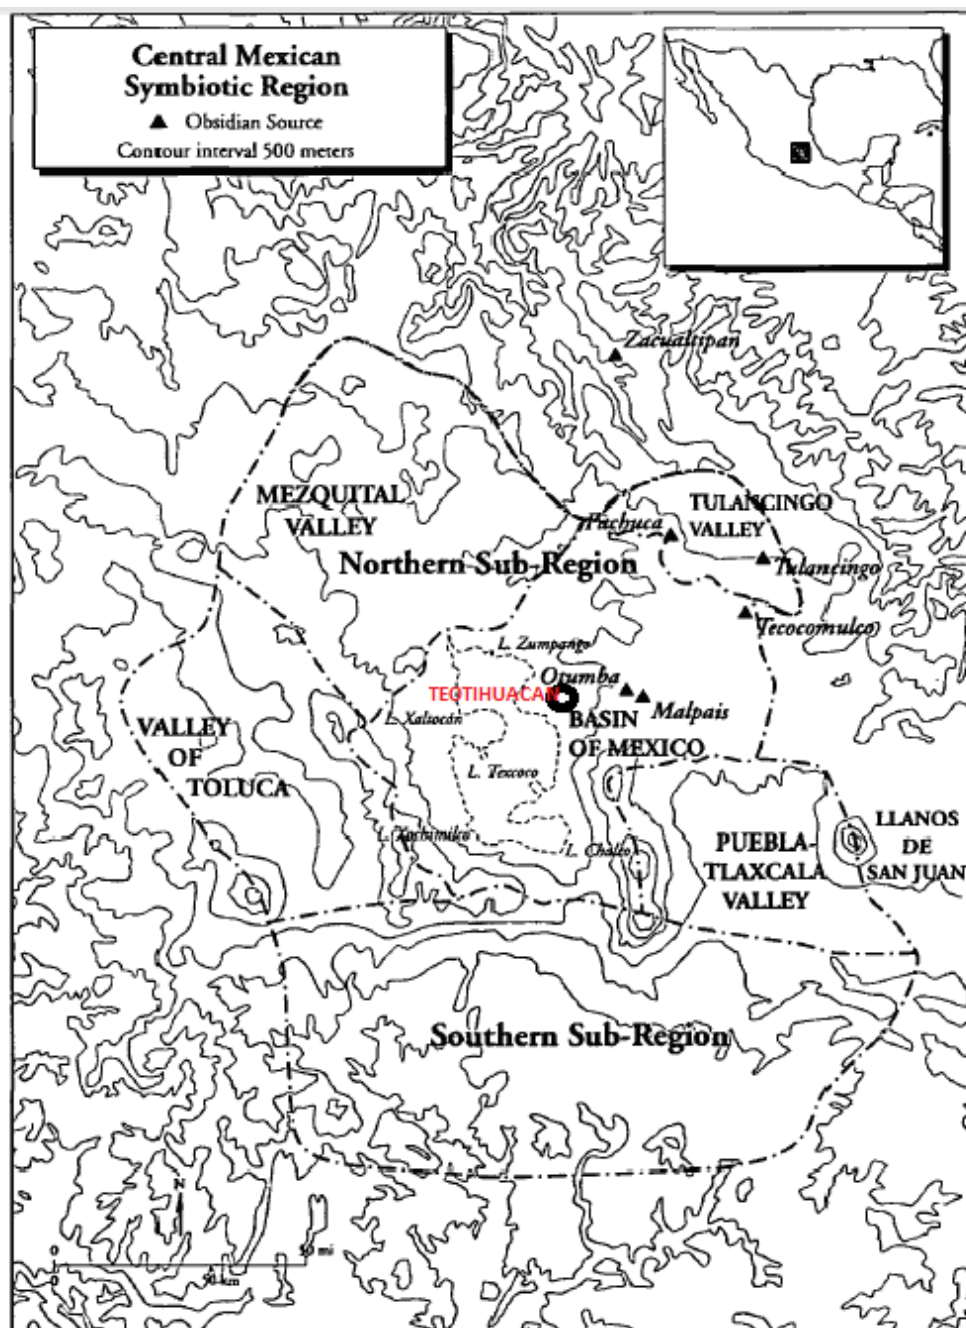 Central Mexican
Symbiotic Region
▲ Obsidian Source
Contour interval 500 meters
Zacualtipan
MEZQUITAL
VALLEY
TULANCINGO
VALLEY
Pachuca
Northern Sub-Region
Tulancingo
Tecocomulco
L. Zumpango
Otumba
TEOTIHUACAN
Malpais
L. Xaltocán
BASIN
OF MEXICO
VALLEY
OF
TOLUCA
L. Texcoco
L. Xochimilco
L. Chalco
PUEBLA-
TLAXCALA
VALLEY
LLANOS
DE
SAN JUAN
Southern Sub-Region
N
0
50 mi
0
50 km